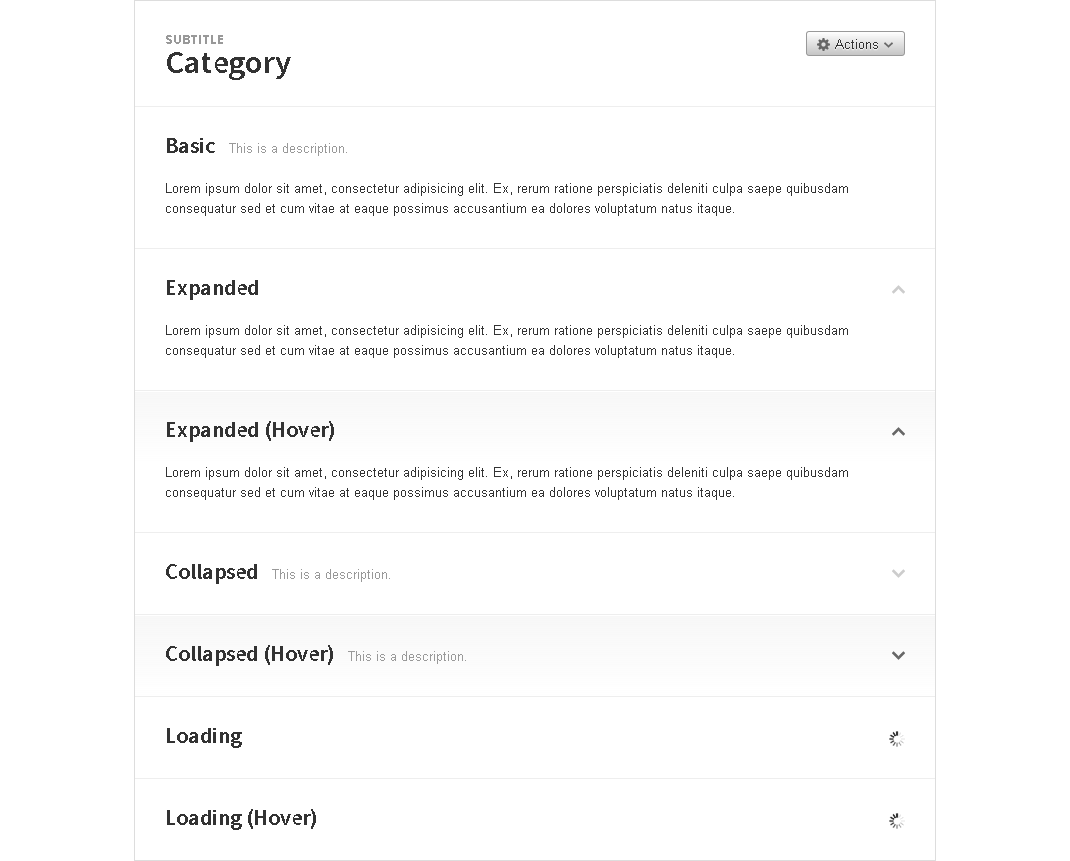 SUBTITLE
Category
Actions
Basic This is a description.
Lorem ipsum dolor sit amet, consectetur adipisicing elit. Ex, rerum ratione perspiciatis deleniti culpa saepe quibusdam
consequatur sed et cum vitae at eaque possimus accusantium ea dolores voluptatum natus itaque.
Expanded
Lorem ipsum dolor sit amet, consectetur adipisicing elit. Ex, rerum ratione perspiciatis deleniti culpa saepe quibusdam
consequatur sed et cum vitae at eaque possimus accusantium ea dolores voluptatum natus itaque.
Expanded (Hover)
Lorem ipsum dolor sit amet, consectetur adipisicing elit. Ex, rerum ratione perspiciatis deleniti culpa saepe quibusdam
consequatur sed et cum vitae at eaque possimus accusantium ea dolores voluptatum natus itaque.
Collapsed This is a description.
Collapsed (Hover) This is a description.
Loading
Loading (Hover)